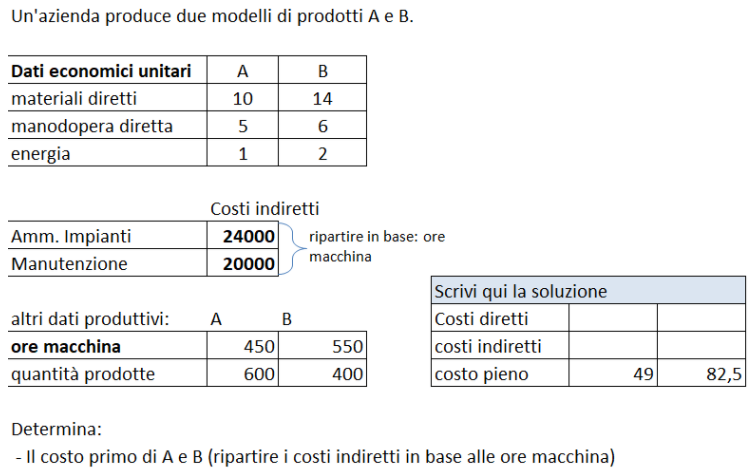 Un'azienda produce due modelli di prodotti A e B.
Dati economici unitari A B
materiali diretti 10 14
manodopera diretta 5 6
energia 1 2
Costi indiretti
Amm. Impianti 24000 ripartire in base: ore
Manutenzione 20000 macchina
Scrivi qui la soluzione
altri dati produttivi: A B Costi diretti
ore macchina 450 550 costi indiretti
quantità prodotte 600 400 costo pieno 49 82,5
Determina:
- Il costo primo di A e B (ripartire i costi indiretti in base alle ore macchina)